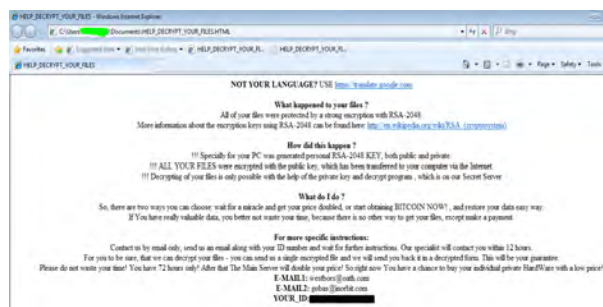 HELP_DECRYPT_YOUR_FILES - Windows Internet Explorer
C:\Users\ \Documents\HELP_DECRYPT_YOUR_FILES.HTML
Bing
Favorites HELP_DECRYPT_YOUR_FI... HELP_DECRYPT_YOUR_FI...
HELP_DECRYPT_YOUR_FILES Page Safety Tools
NOT YOUR LANGUAGE? USE https://translate.google.com
What happened to your files ?
All of your files were protected by a strong encryption with RSA-2048.
More information about the encryption keys using RSA-2048 can be found here: http://en.wikipedia.org/wiki/RSA_(cryptosystem)
How did this happen ?
!!! Specially for your PC was generated personal RSA-2048 KEY, both public and private.
!!! ALL YOUR FILES were encrypted with the public key, which has been transferred to your computer via the Internet.
!!! Decrypting of your files is only possible with the help of the private key and decrypt program , which is on our Secret Server
What do I do ?
So, there are two ways you can choose: wait for a miracle and get your price doubled, or start obtaining BITCOIN NOW! , and restore your data easy way.
If You have really valuable data, you better not waste your time, because there is no other way to get your files, except make a payment.
For more specific instructions:
Contact us by email only, send us an email along with your ID number and wait for further instructions. Our specialist will contact you within 12 hours.
For you to be sure, that we can decrypt your files - you can send us a single encrypted file and we will send you back it in a decrypted form. This will be your guarantee.
Please do not waste your time! You have 72 hours only! After that The Main Server will double your price! So right now You have a chance to buy your individual private HardWare with a low price!
E-MAIL1:
E-MAIL2:
YOUR_ID: